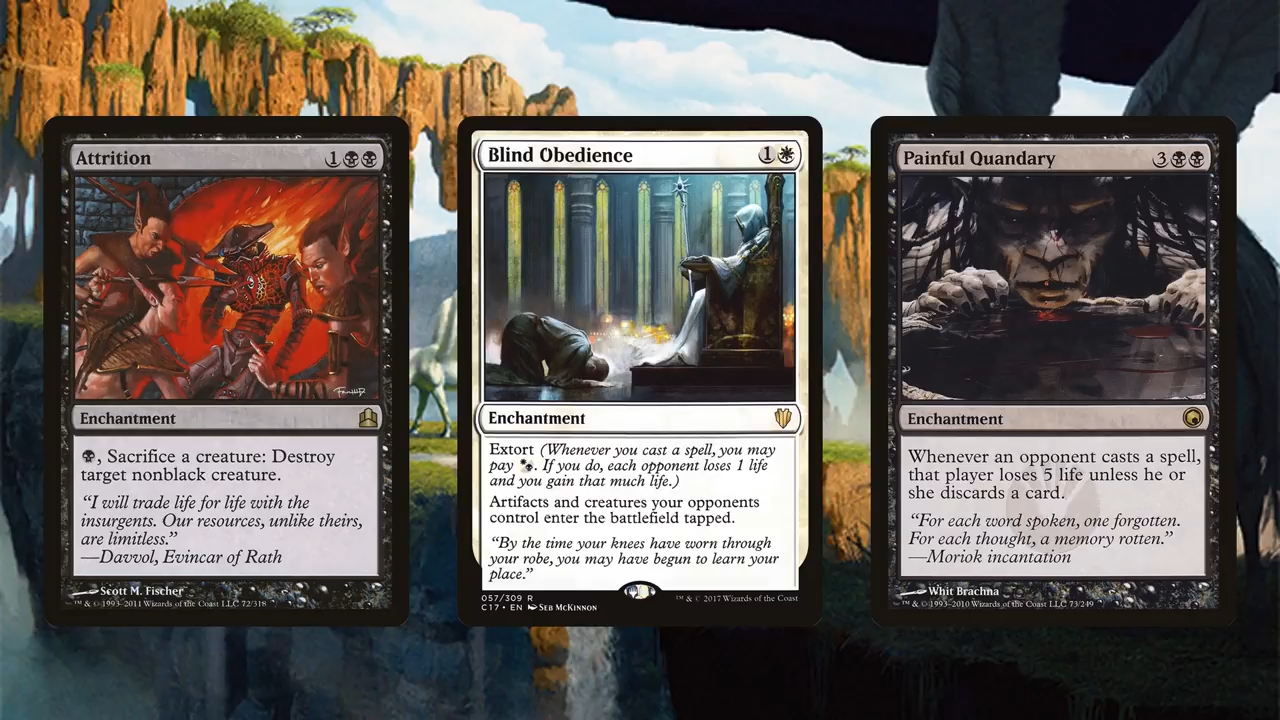 Attrition 1
Enchantment
, Sacrifice a creature: Destroy
target nonblack creature.
“I will trade life for life with the
insurgents. Our resources, unlike theirs,
are limitless.”
—Davvol, Evincar of Rath
Scott M. Fischer
™ & © 1993–2011 Wizards of the Coast LLC 72/318
Blind Obedience 1
Enchantment
Extort (Whenever you cast a spell, you may
pay . If you do, each opponent loses 1 life
and you gain that much life.)
Artifacts and creatures your opponents
control enter the battlefield tapped.
“By the time your knees have worn through
your robe, you may have begun to learn your
place.”
057/309 R
C17 • EN Seb McKinnon
™ & © 2017 Wizards of the Coast
Painful Quandary 3
Enchantment
Whenever an opponent casts a spell,
that player loses 5 life unless he or
she discards a card.
“For each word spoken, one forgotten.
For each thought, a memory rotten.”
—Moriok incantation
Whit Brachna
™ & © 1993–2010 Wizards of the Coast LLC 73/249